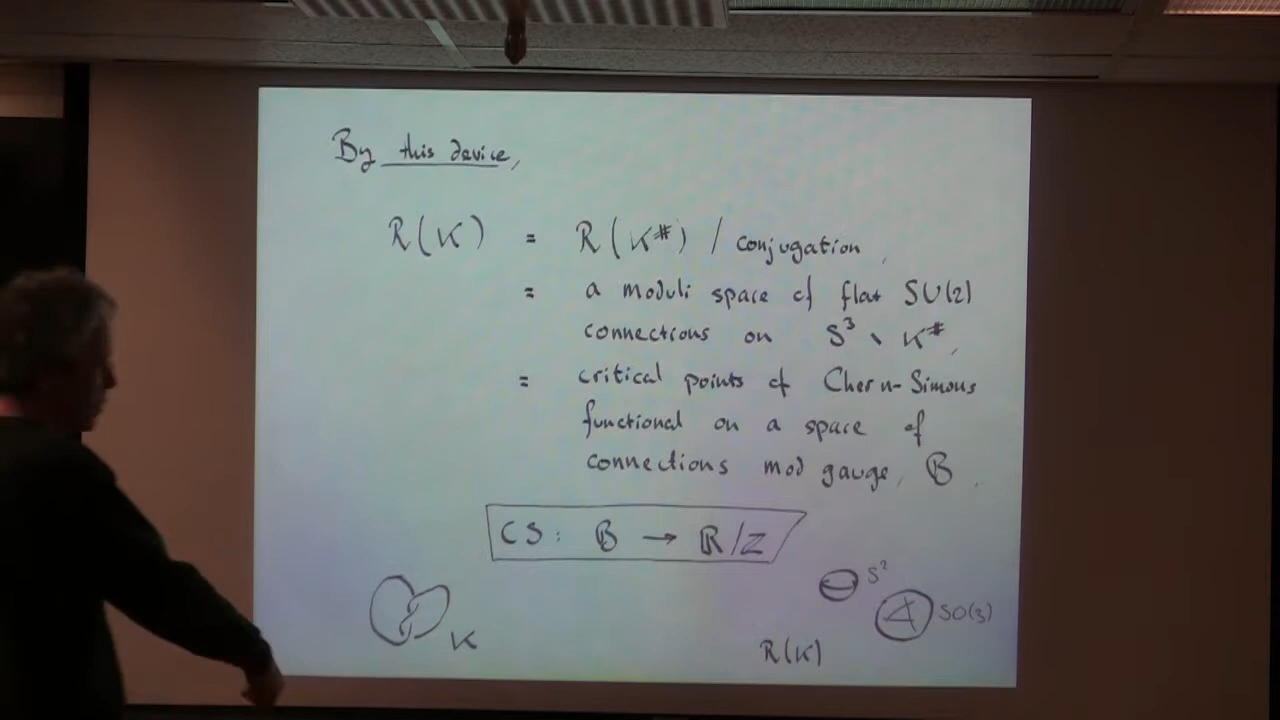 By this device,
R(K) = R(K#) / conjugation,
= a moduli space of flat SU(2)
connections on S³ \ K#,
= critical points of Chern-Simons
functional on a space of
connections mod gauge, B.
CS: B → R/Z
S²
SO(3)
K
R(K)